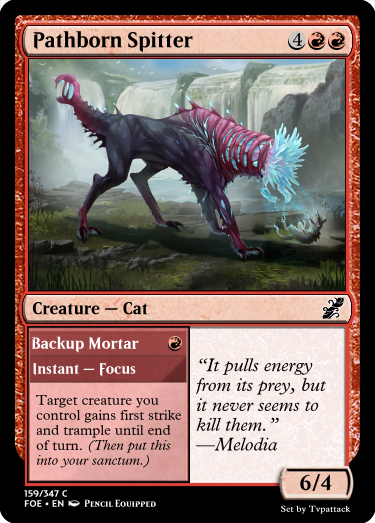 Pathborn Spitter 4
Creature — Cat
Backup Mortar
Instant — Focus
Target creature you
control gains first strike
and trample until end
of turn. (Then put this
into your sanctum.)
“It pulls energy
from its prey, but
it never seems to
kill them.”
—Melodia
6/4
159/347 C
FOE • EN Pencil Equipped
Set by Tvpattack